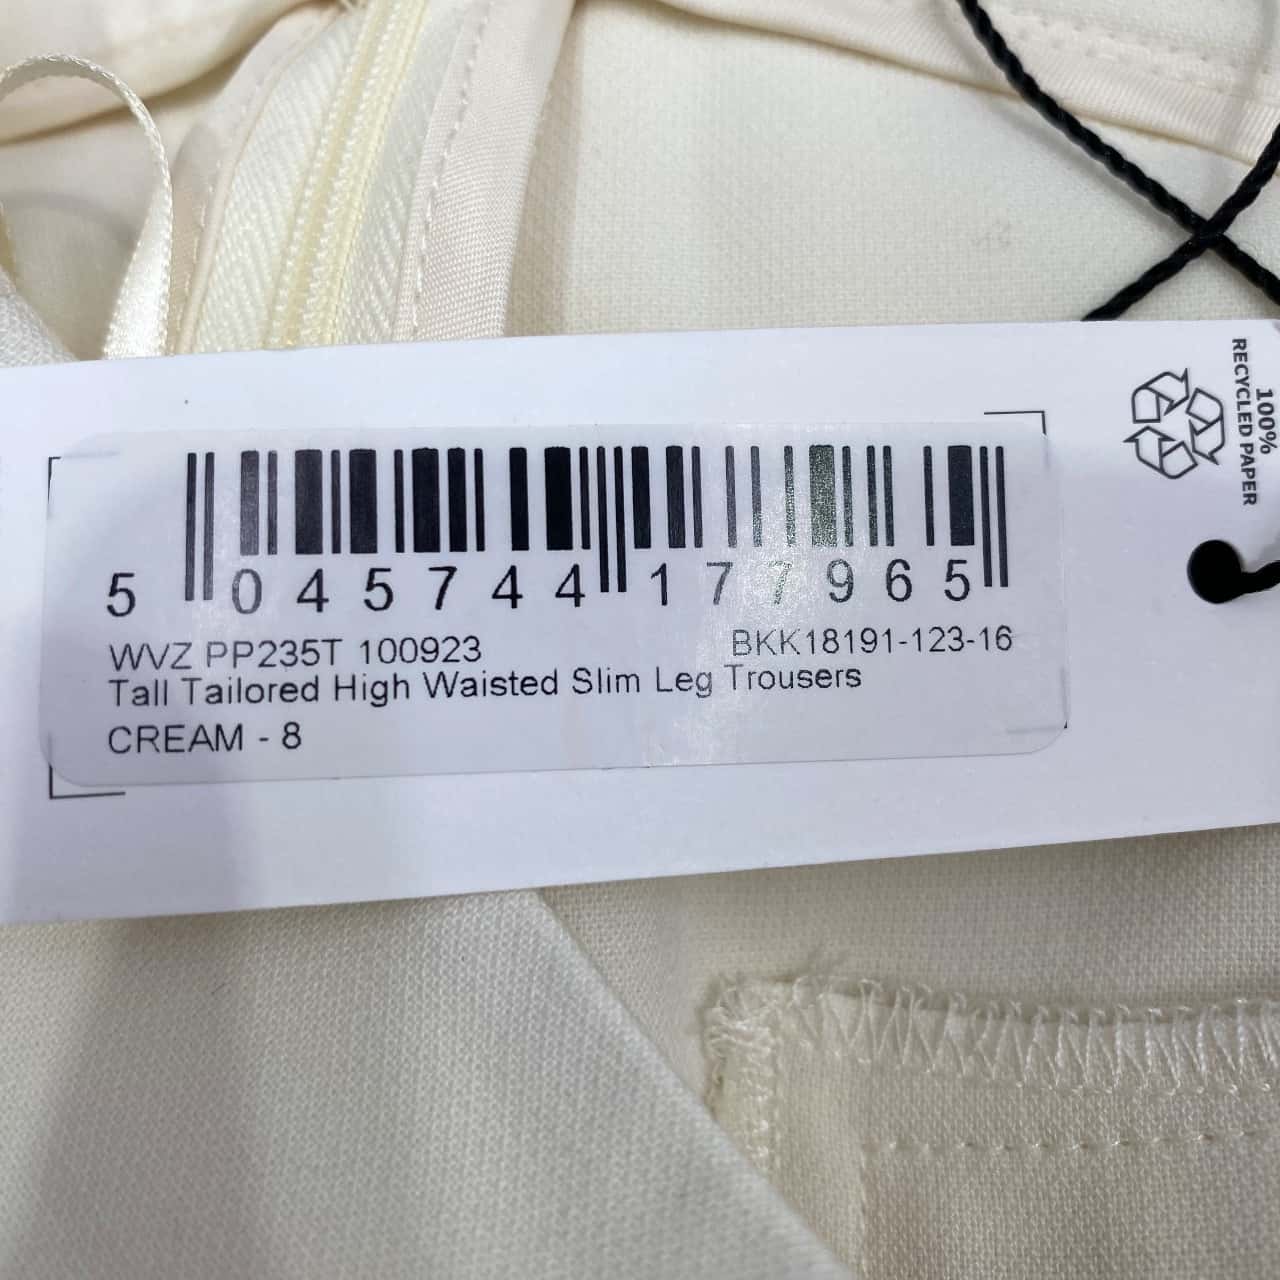 100%
RECYCLED PAPER
5 045744 177965
WVZ PP235T 100923 BKK18191-123-16
Tall Tailored High Waisted Slim Leg Trousers
CREAM - 8